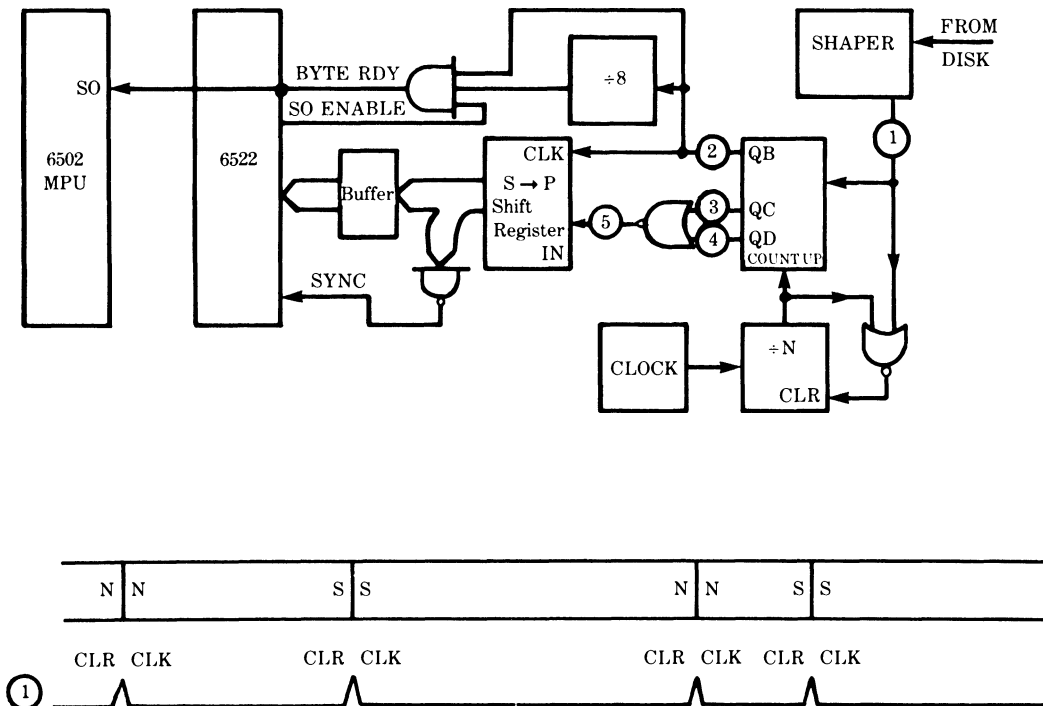 SHAPER
FROM
DISK
BYTE RDY
÷8
SO
SO ENABLE
1
6502
MPU
6522
Buffer
CLK
S → P
Shift
Register
IN
2
QB
3
QC
4
QD
5
COUNT UP
SYNC
CLOCK
÷N
CLR
N N S S N N S S
CLR CLK CLR CLK CLR CLK CLR CLK
1